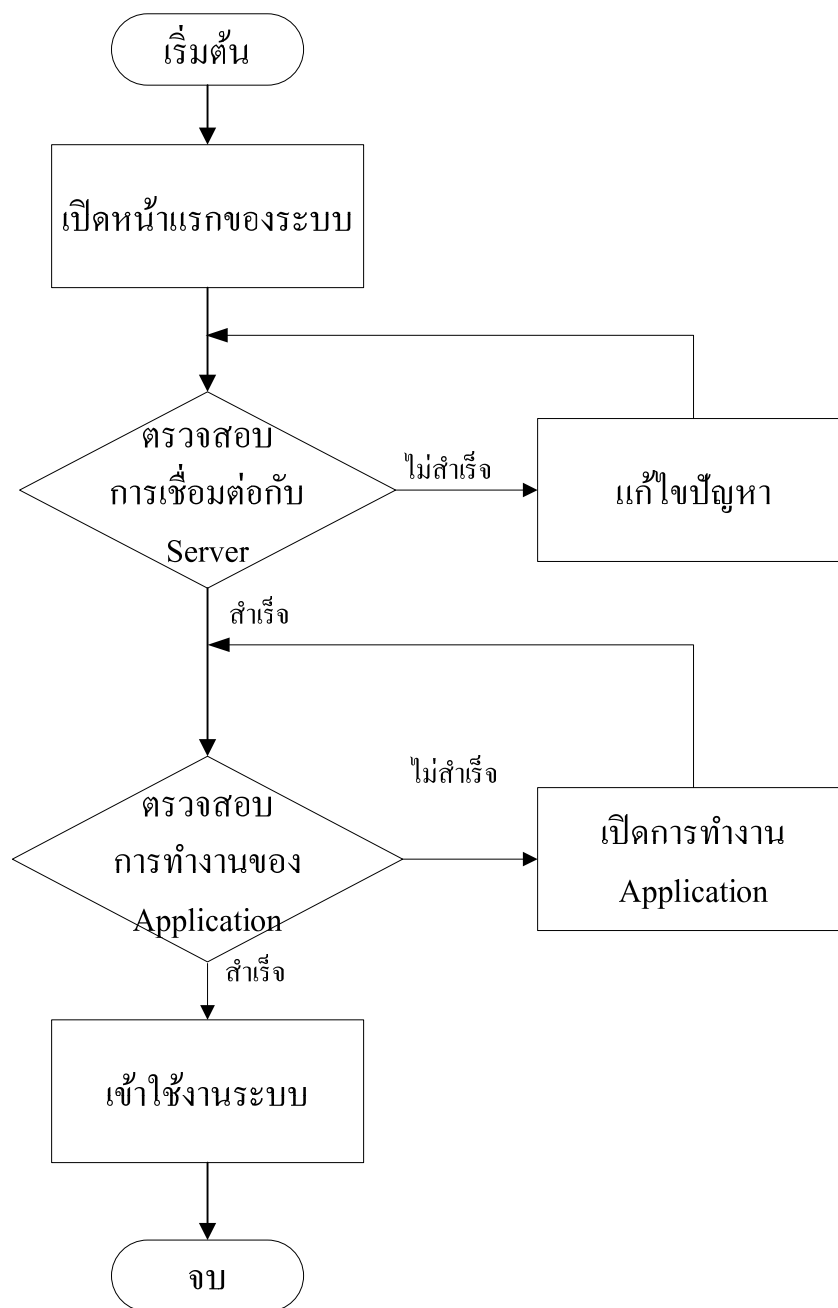 เริ่มต้น
เปิดหน้าแรกของระบบ
ตรวจสอบ
การเชื่อมต่อกับ
Server
ไม่สำเร็จ
แก้ไขปัญหา
สำเร็จ
ตรวจสอบ
การทำงานของ
Application
ไม่สำเร็จ
เปิดการทำงาน
Application
สำเร็จ
เข้าใช้งานระบบ
จบ